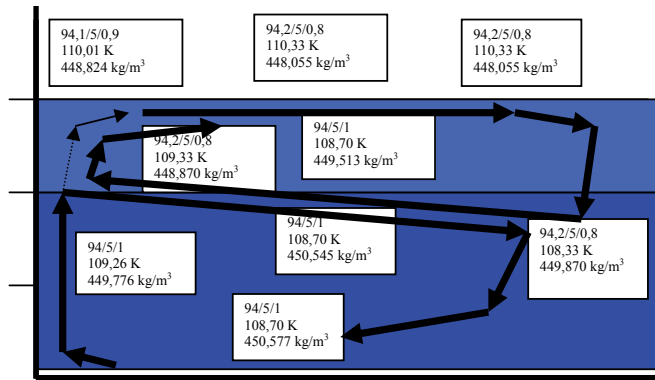 94,1/5/0,9
110,01 K
448,824 kg/m³
94,2/5/0,8
110,33 K
448,055 kg/m³
94,2/5/0,8
110,33 K
448,055 kg/m³
94,2/5/0,8
109,33 K
448,870 kg/m³
94/5/1
108,70 K
449,513 kg/m³
94/5/1
109,26 K
449,776 kg/m³
94/5/1
108,70 K
450,545 kg/m³
94,2/5/0,8
108,33 K
449,870 kg/m³
94/5/1
108,70 K
450,577 kg/m³